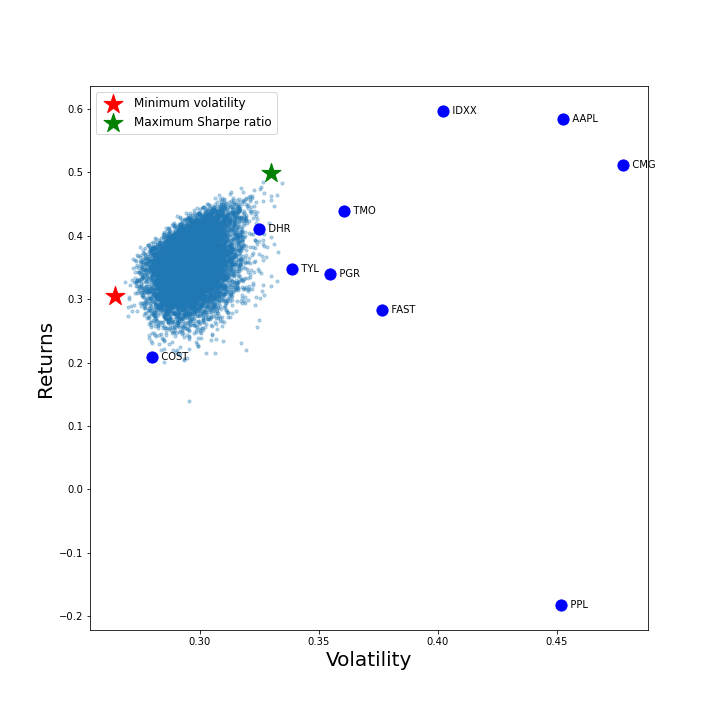 Minimum volatility
Maximum Sharpe ratio
0.6
0.5
0.4
0.3
0.2
0.1
0.0
−0.1
−0.2
Returns
IDXX
AAPL
CMG
TMO
DHR
TYL
PGR
FAST
COST
PPL
0.30
0.35
0.40
0.45
Volatility